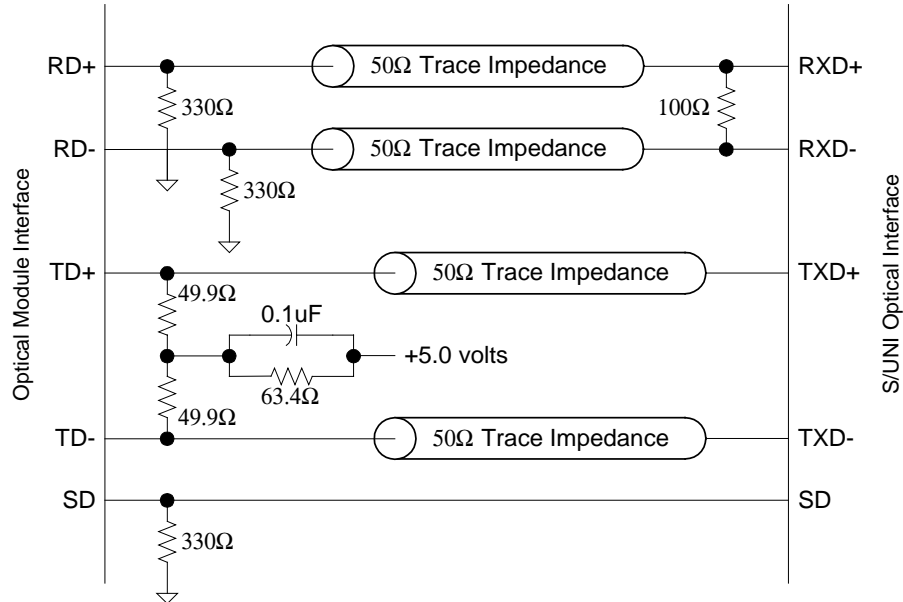 RD+
50Ω Trace Impedance
RXD+
330Ω
100Ω
RD-
50Ω Trace Impedance
RXD-
330Ω
Optical Module Interface
S/UNI Optical Interface
TD+
50Ω Trace Impedance
TXD+
49.9Ω
0.1uF
+5.0 volts
63.4Ω
49.9Ω
TD-
50Ω Trace Impedance
TXD-
SD
SD
330Ω